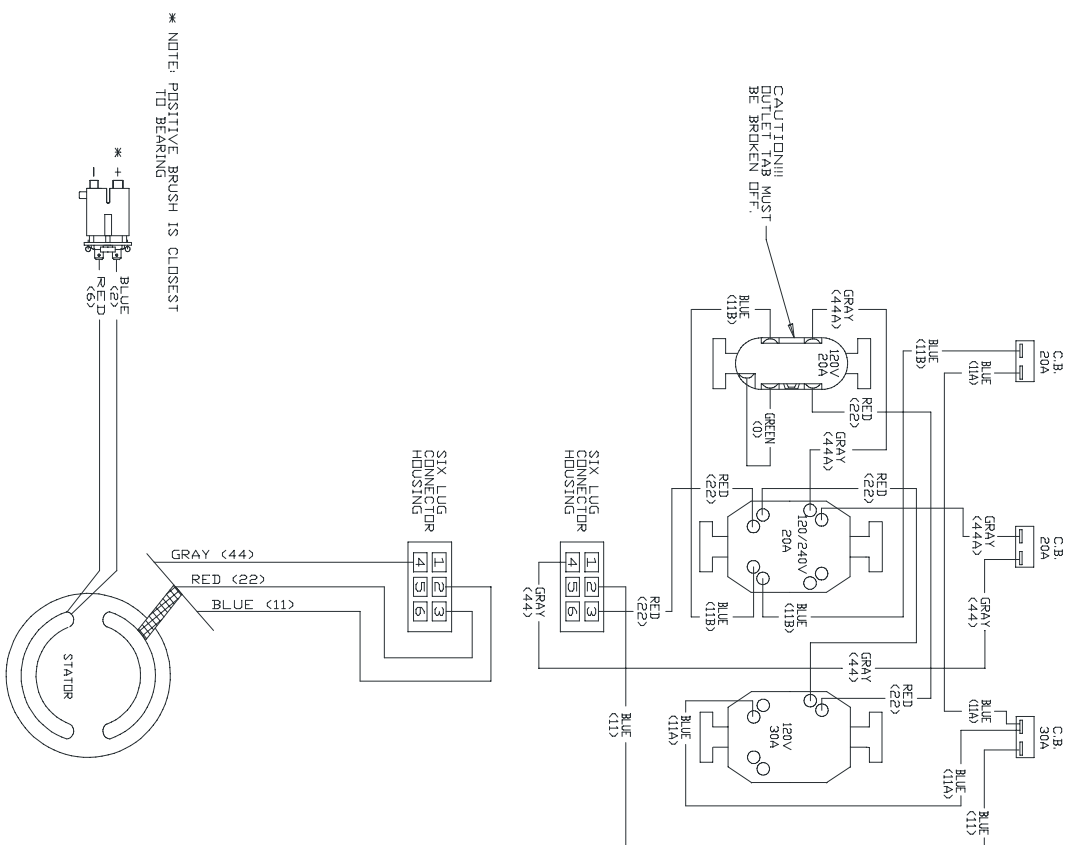 * NOTE: POSITIVE BRUSH IS CLOSEST
TO BEARING
*
- +
BLUE
(2)
RED
(6)
STATOR
GRAY (44)
RED (22)
BLUE (11)
SIX LUG
CONNECTOR
HOUSING
1 2 3
4 5 6
SIX LUG
CONNECTOR
HOUSING
1 2 3
4 5 6
GRAY
(44)
RED
(22)
BLUE
(11)
CAUTION!!!
OUTLET TAB MUST
BE BROKEN OFF.
BLUE
(11B)
GRAY
(44A)
120V
20A
GREEN
(0)
RED
(22)
GRAY
(44A)
RED
(22)
RED
(22)
120/240V
20A
BLUE
(11B)
BLUE
(11B)
GRAY
(44)
RED
(22)
BLUE
(11A)
120V
30A
C.B.
20A
BLUE
(11B)
BLUE
(11A)
C.B.
20A
GRAY
(44A)
GRAY
(44)
C.B.
30A
BLUE
(11A)
BLUE
(11A)
BLUE
(11)